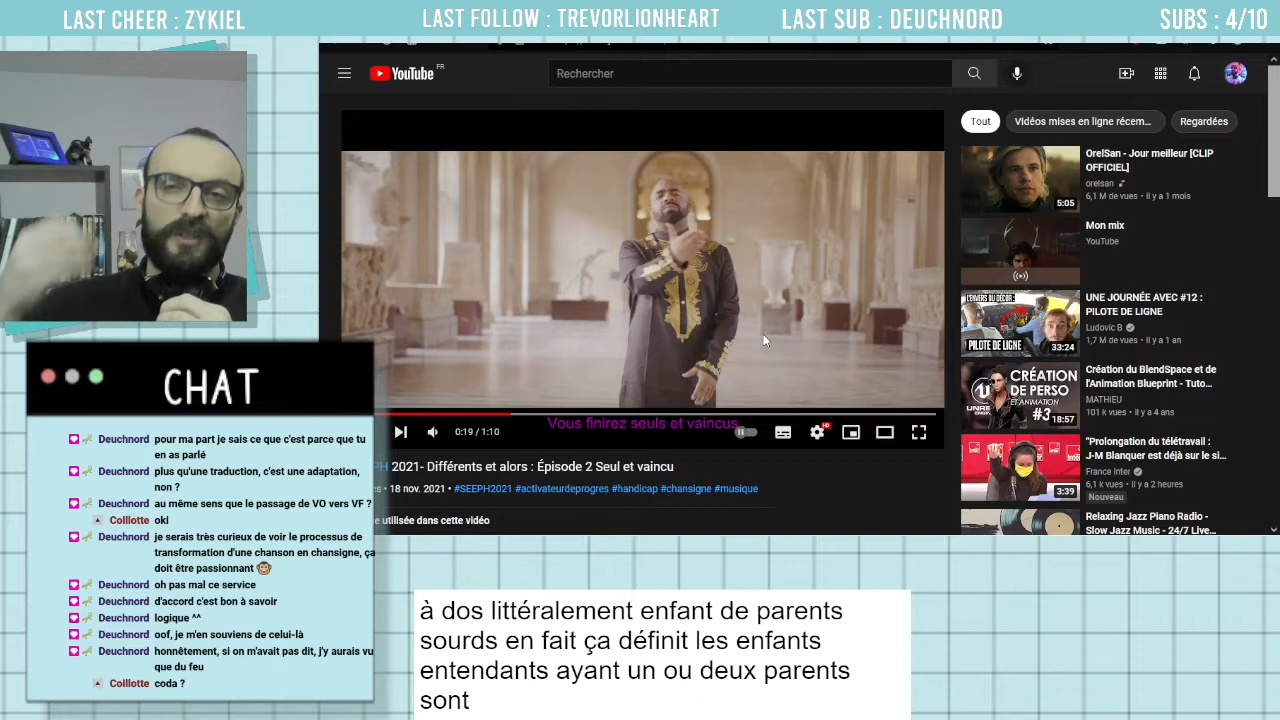 LAST CHEER : ZYKIEL
LAST FOLLOW : TREVORLIONHEART
LAST SUB : DEUCHNORD
SUBS : 4/10
YouTube FR
Rechercher
Tout
Vidéos mises en ligne récem...
Regardées
OrelSan - Jour meilleur [CLIP
OFFICIEL]
orelsan
6,1 M de vues • il y a 1 mois
5:05
Mon mix
YouTube
L'ENVERS DU DÉCOR :
PILOTE DE LIGNE
33:24
UNE JOURNÉE AVEC #12 :
PILOTE DE LIGNE
Ludovic B
1,7 M de vues • il y a 1 an
CRÉATION
DE PERSO
ET ANIMATION
#3
18:57
Création du BlendSpace et de
l'Animation Blueprint - Tuto...
MATHIEU
101 k vues • il y a 4 ans
3:39
"Prolongation du télétravail :
J-M Blanquer est déjà sur le si...
France Inter
6,1 k vues • il y a 2 heures
Nouveau
Relaxing Jazz Piano Radio -
Slow Jazz Music - 24/7 Live...
Vous finirez seuls et vaincus
0:19 / 1:10
EPH 2021- Différents et alors : Épisode 2 Seul et vaincu
es • 18 nov. 2021 • #SEEPH2021 #activateurdeprogres #handicap #chansigne #musique
e utilisée dans cette vidéo
CHAT
Deuchnord pour ma part je sais ce que c'est parce que tu
en as parlé
Deuchnord plus qu'une traduction, c'est une adaptation,
non ?
Deuchnord au même sens que le passage de VO vers VF ?
Coillotte oki
Deuchnord je serais très curieux de voir le processus de
transformation d'une chanson en chansigne, ça
doit être passionnant
Deuchnord oh pas mal ce service
Deuchnord d'accord c'est bon à savoir
Deuchnord logique ^^
Deuchnord oof, je m'en souviens de celui-là
Deuchnord honnêtement, si on m'avait pas dit, j'y aurais vu
que du feu
Coillotte coda ?
à dos littéralement enfant de parents
sourds en fait ça définit les enfants
entendants ayant un ou deux parents
sont